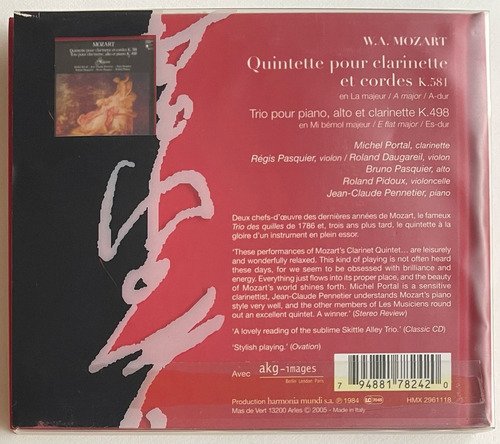 MOZART
W.A. MOZART
Quintette pour clarinette
et cordes K.581
en La majeur / A major / A-dur
Trio pour piano, alto et clarinette K.498
en Mi bémol majeur / E flat major / Es-dur
Michel Portal, clarinette
Régis Pasquier, violon / Roland Daugareil, violon
Bruno Pasquier, alto
Roland Pidoux, violoncelle
Jean-Claude Pennetier, piano
Deux chefs-d'œuvre des dernières années de Mozart, le fameux
Trio des quilles de 1786 et, trois ans plus tard, le quintette à la
gloire d'un instrument en plein essor.
'These performances of Mozart's Clarinet Quintet… are leisurely
and wonderfully relaxed. This kind of playing is not often heard
these days, for we seem to be obsessed with brilliance and
energy. Everything just flows into its proper place, and the beauty
of Mozart's world shines forth. Michel Portal is a sensitive
clarinettist, Jean-Claude Pennetier understands Mozart's piano
style very well, and the other members of Les Musiciens round
out an excellent quintet. A winner.' (Stereo Review)
'A lovely reading of the sublime Skittle Alley Trio.' (Classic CD)
'Stylish playing.' (Ovation)
Avec akg-images
Berlin London Paris
7 94881 78242 0
Production harmonia mundi s.a. ℗ 1984 LC 7045 HMX 2961118
Mas de Vert 13200 Arles © 2005 - Made in Italy